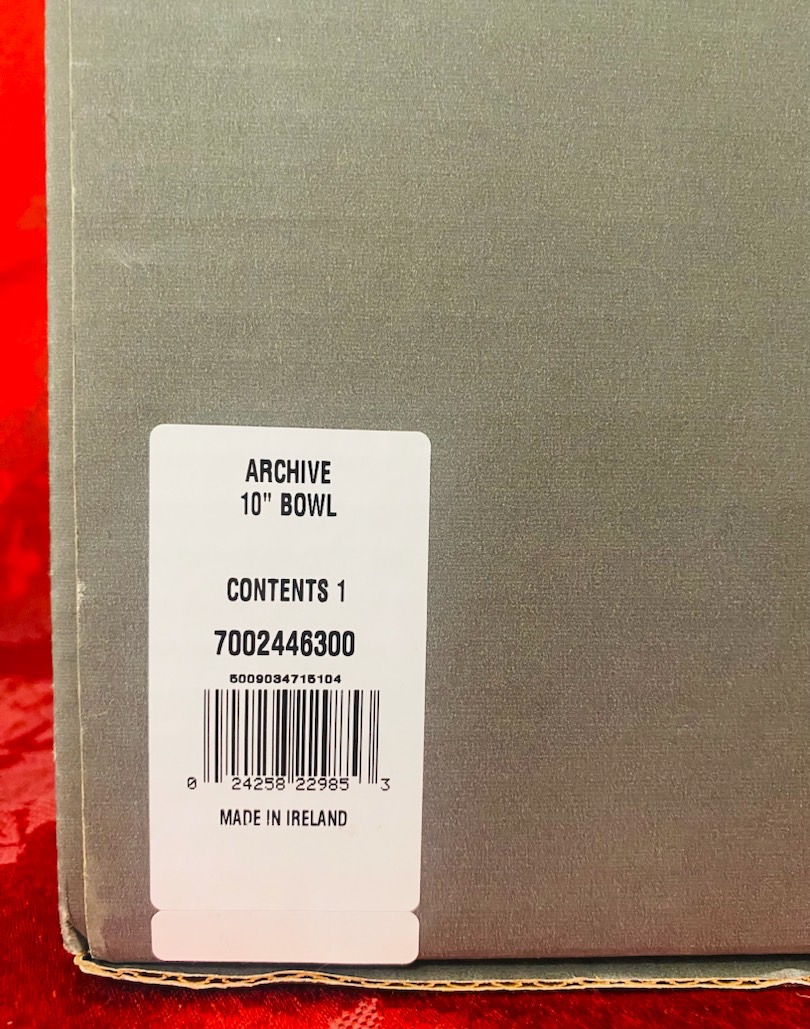 ARCHIVE
10" BOWL
CONTENTS 1
7002446300
5009034715104
0 24258 22985 3
MADE IN IRELAND